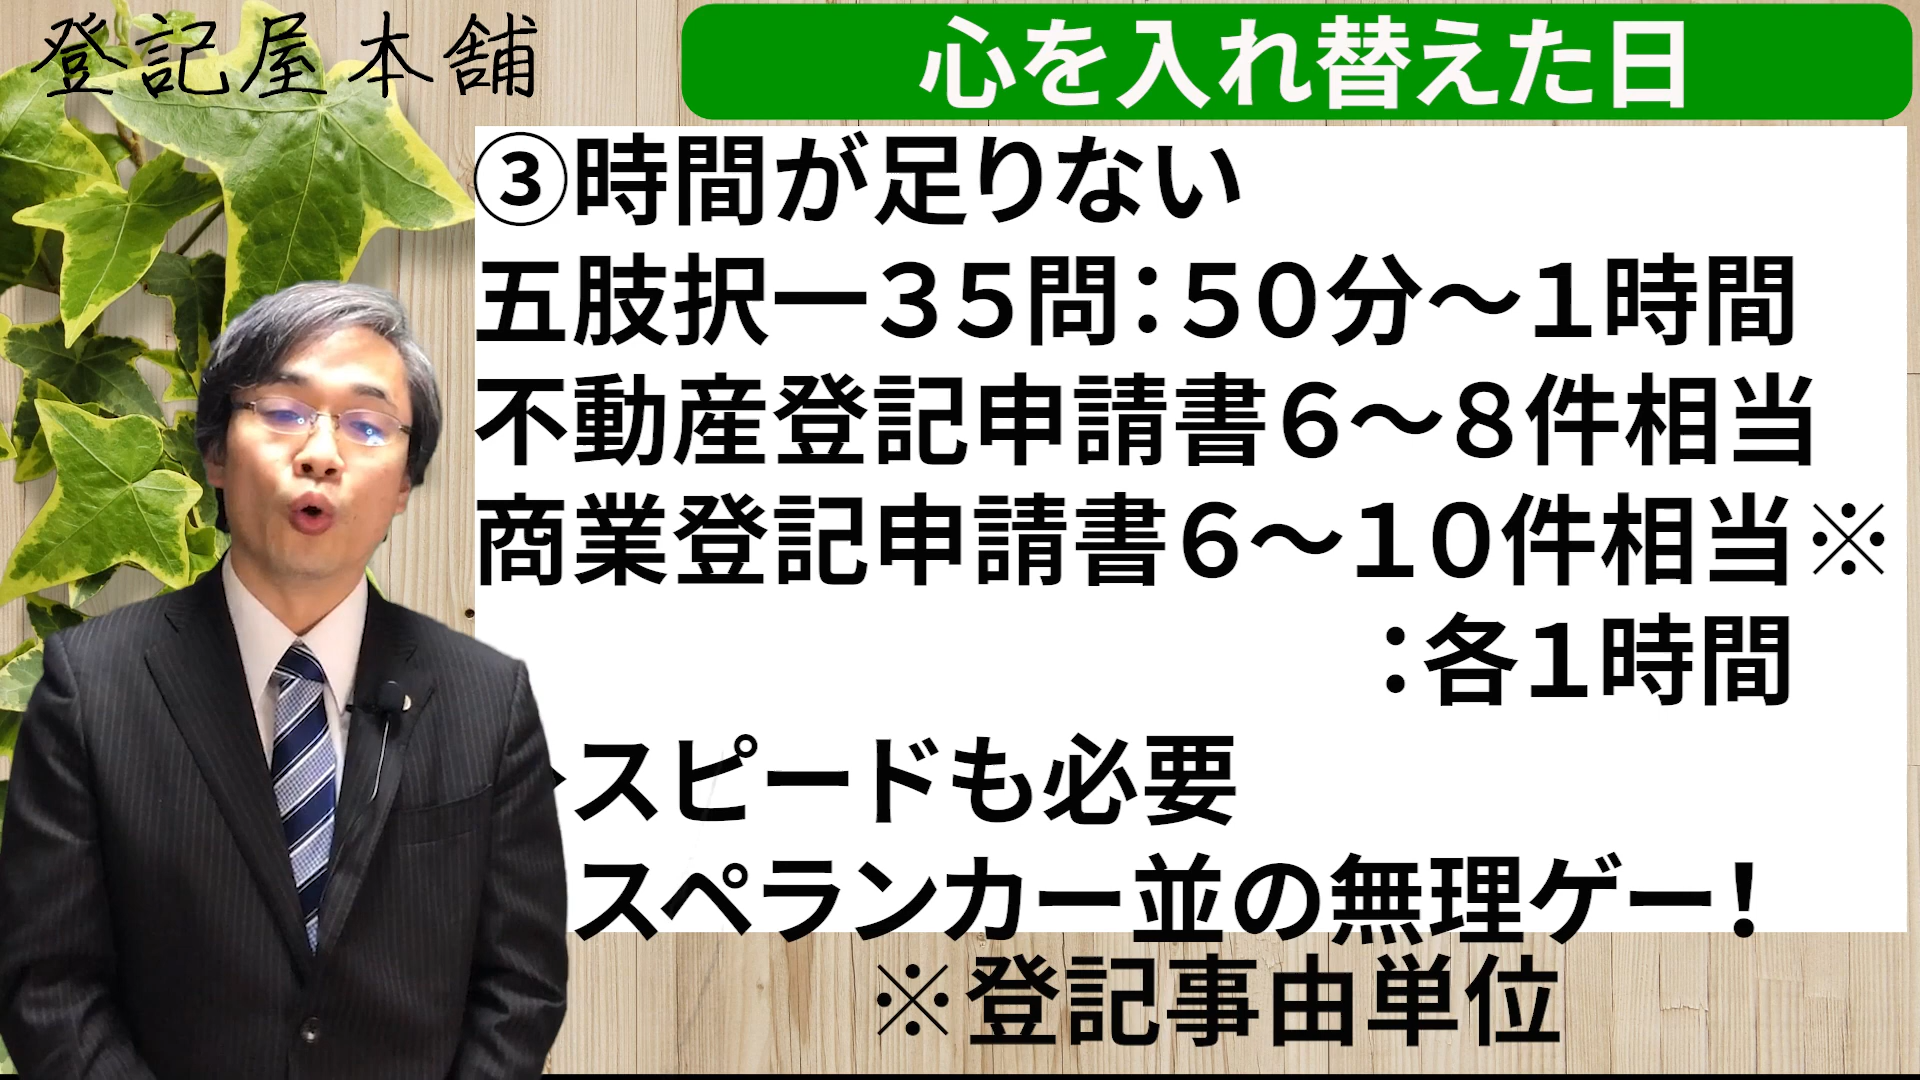 登記屋本舗
心を入れ替えた日
③時間が足りない
五肢択一３５問：５０分～１時間
不動産登記申請書６～８件相当
商業登記申請書６～１０件相当※
：各１時間
スピードも必要
スペランカー並の無理ゲー！
※登記事由単位